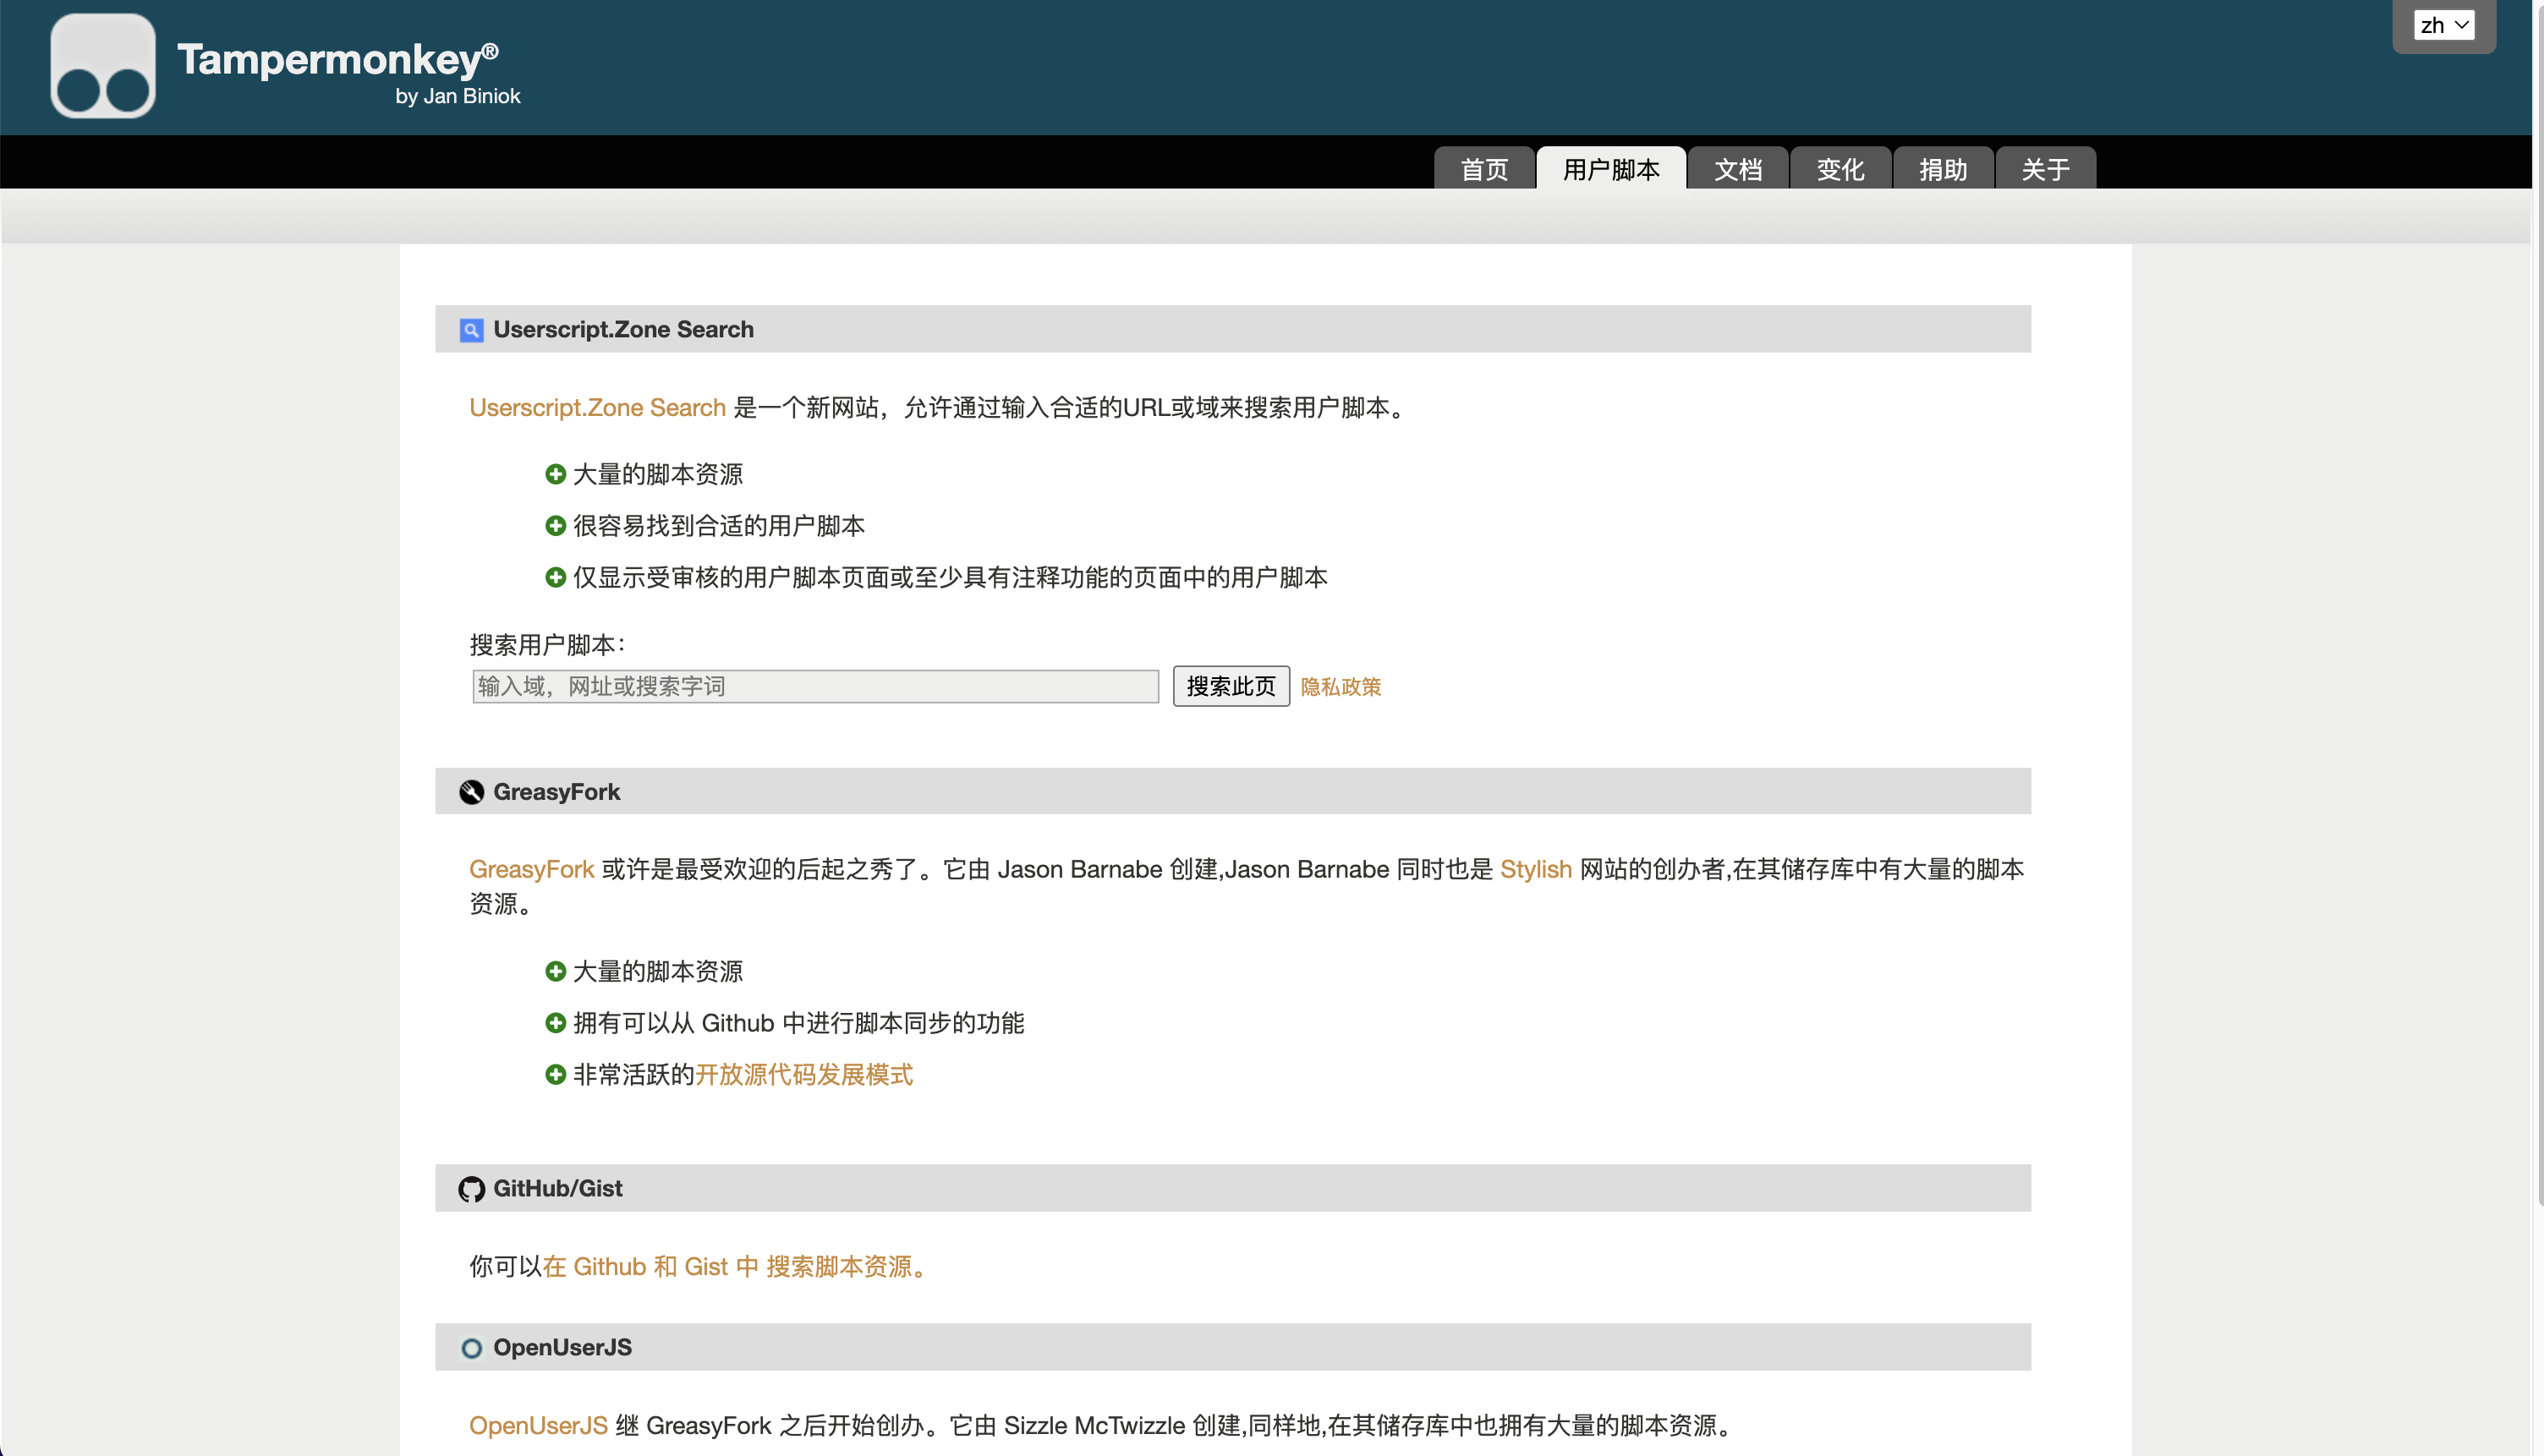 zh
Tampermonkey®
by Jan Biniok
首页 用户脚本 文档 变化 捐助 关于
Userscript.Zone Search
Userscript.Zone Search 是一个新网站，允许通过输入合适的URL或域来搜索用户脚本。
大量的脚本资源
很容易找到合适的用户脚本
仅显示受审核的用户脚本页面或至少具有注释功能的页面中的用户脚本
搜索用户脚本：
输入域，网址或搜索字词 搜索此页 隐私政策
GreasyFork
GreasyFork 或许是最受欢迎的后起之秀了。它由 Jason Barnabe 创建,Jason Barnabe 同时也是 Stylish 网站的创办者,在其储存库中有大量的脚本
资源。
大量的脚本资源
拥有可以从 Github 中进行脚本同步的功能
非常活跃的开放源代码发展模式
GitHub/Gist
你可以在 Github 和 Gist 中 搜索脚本资源。
OpenUserJS
OpenUserJS 继 GreasyFork 之后开始创办。它由 Sizzle McTwizzle 创建,同样地,在其储存库中也拥有大量的脚本资源。